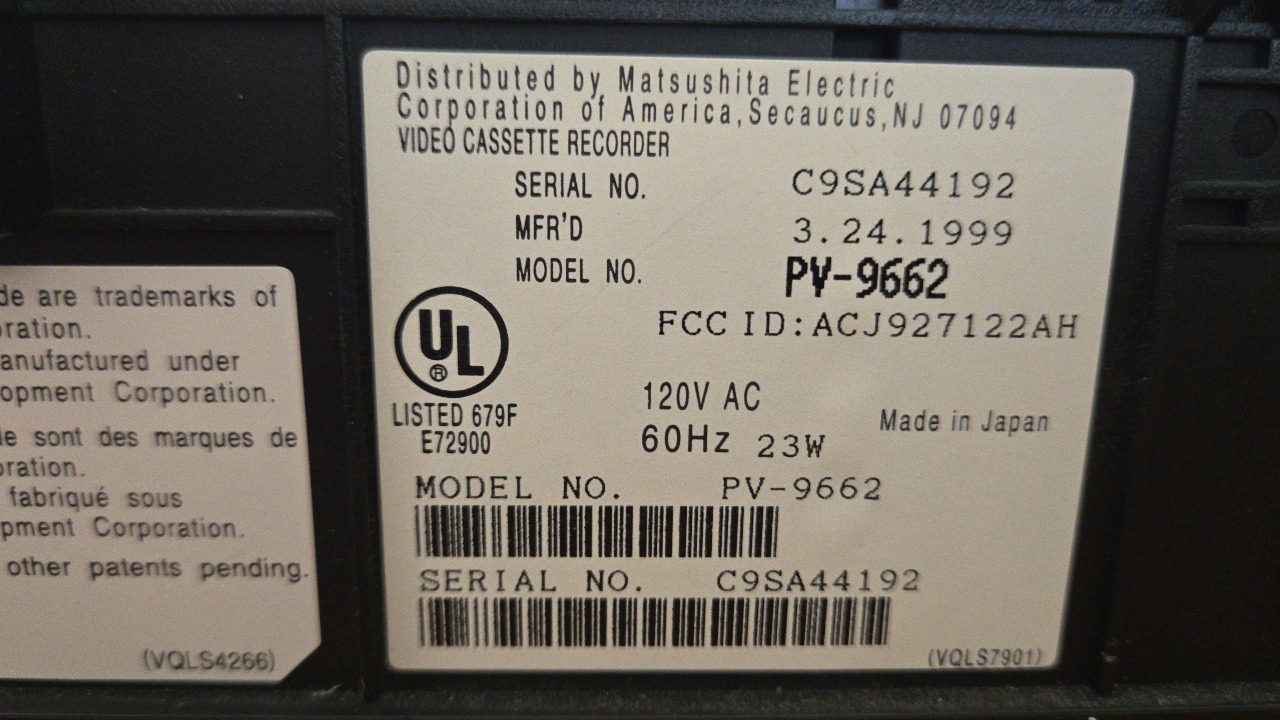 de are trademarks of
ration.
anufactured under
opment Corporation.
le sont des marques de
oration.
fabriqué sous
pment Corporation.
other patents pending.
(VQLS4266)
Distributed by Matsushita Electric
Corporation of America,Secaucus,NJ 07094
VIDEO CASSETTE RECORDER
SERIAL NO. C9SA44192
MFR'D 3.24.1999
MODEL NO. PV-9662
FCC ID:ACJ927122AH
UL
®
LISTED 679F
E72900
120V AC
60Hz 23W
Made in Japan
MODEL NO. PV-9662
SERIAL NO. C9SA44192
(VQLS7901)